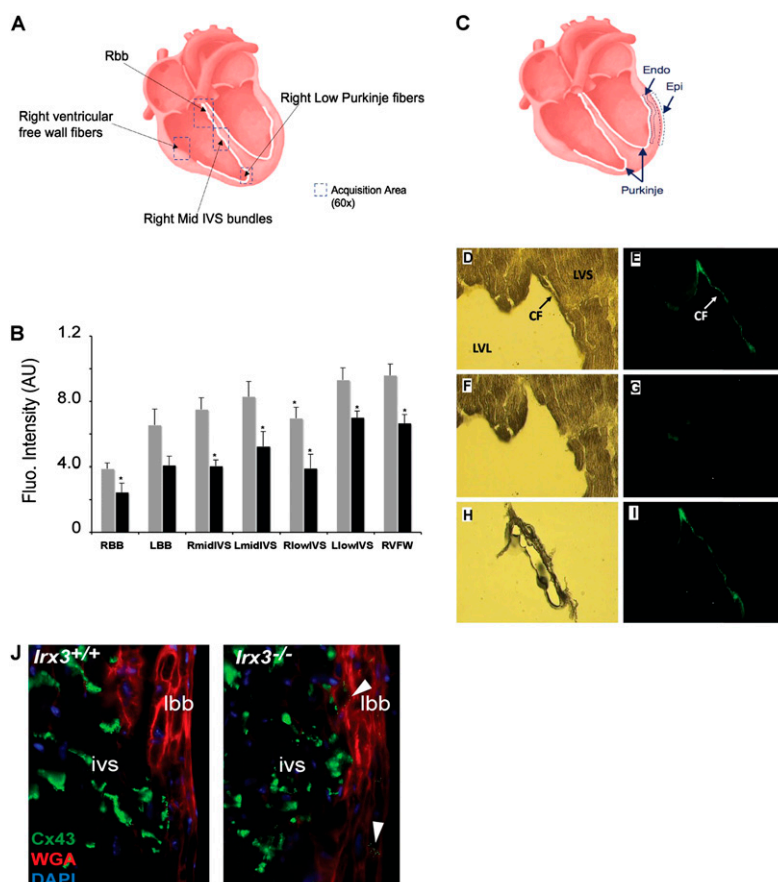 A
Rbb
Right Low Purkinje fibers
Right ventricular
free wall fibers
Acquisition Area
(60x)
Right Mid IVS bundles
C
Endo
Epi
Purkinje
B
1.2
8.0
4.0
0
Fluo. Intensity (AU)
*
*
*
*
*
*
RBB LBB RmidIVS LmidIVS RlowIVS LlowIVS RVFW
D
LVS
CF
LVL
E
CF
F
G
H
I
J
Irx3+/+
lbb
ivs
Cx43
WGA
DAPI
Irx3-/-
lbb
ivs